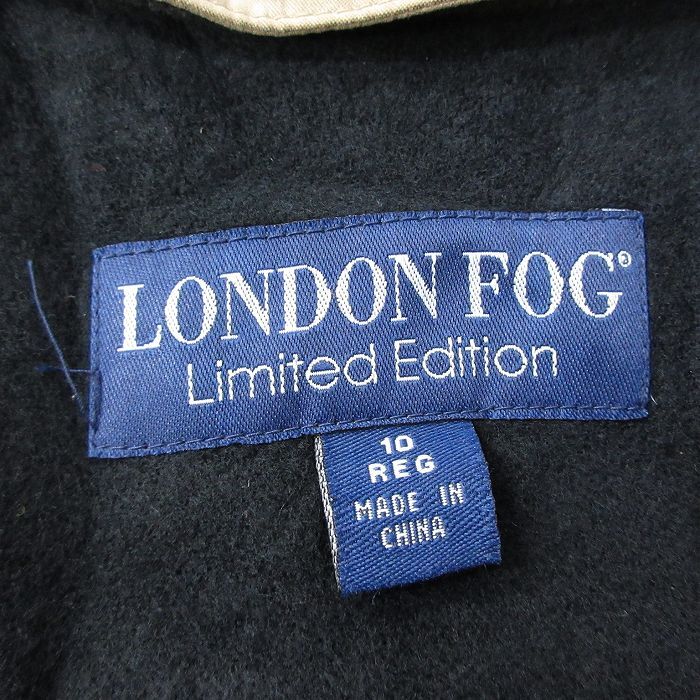 LONDON FOG®
Limited Edition
10
REG
MADE IN
CHINA